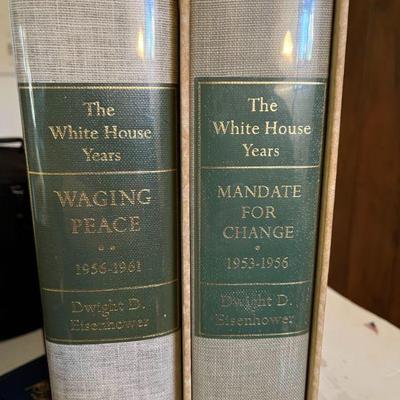 The
White House
Years
WAGING
PEACE
• •
1956-1961
Dwight D.
Eisenhower
The
White House
Years
MANDATE
FOR
CHANGE
•
1953-1956
Dwight D.
Eisenhower